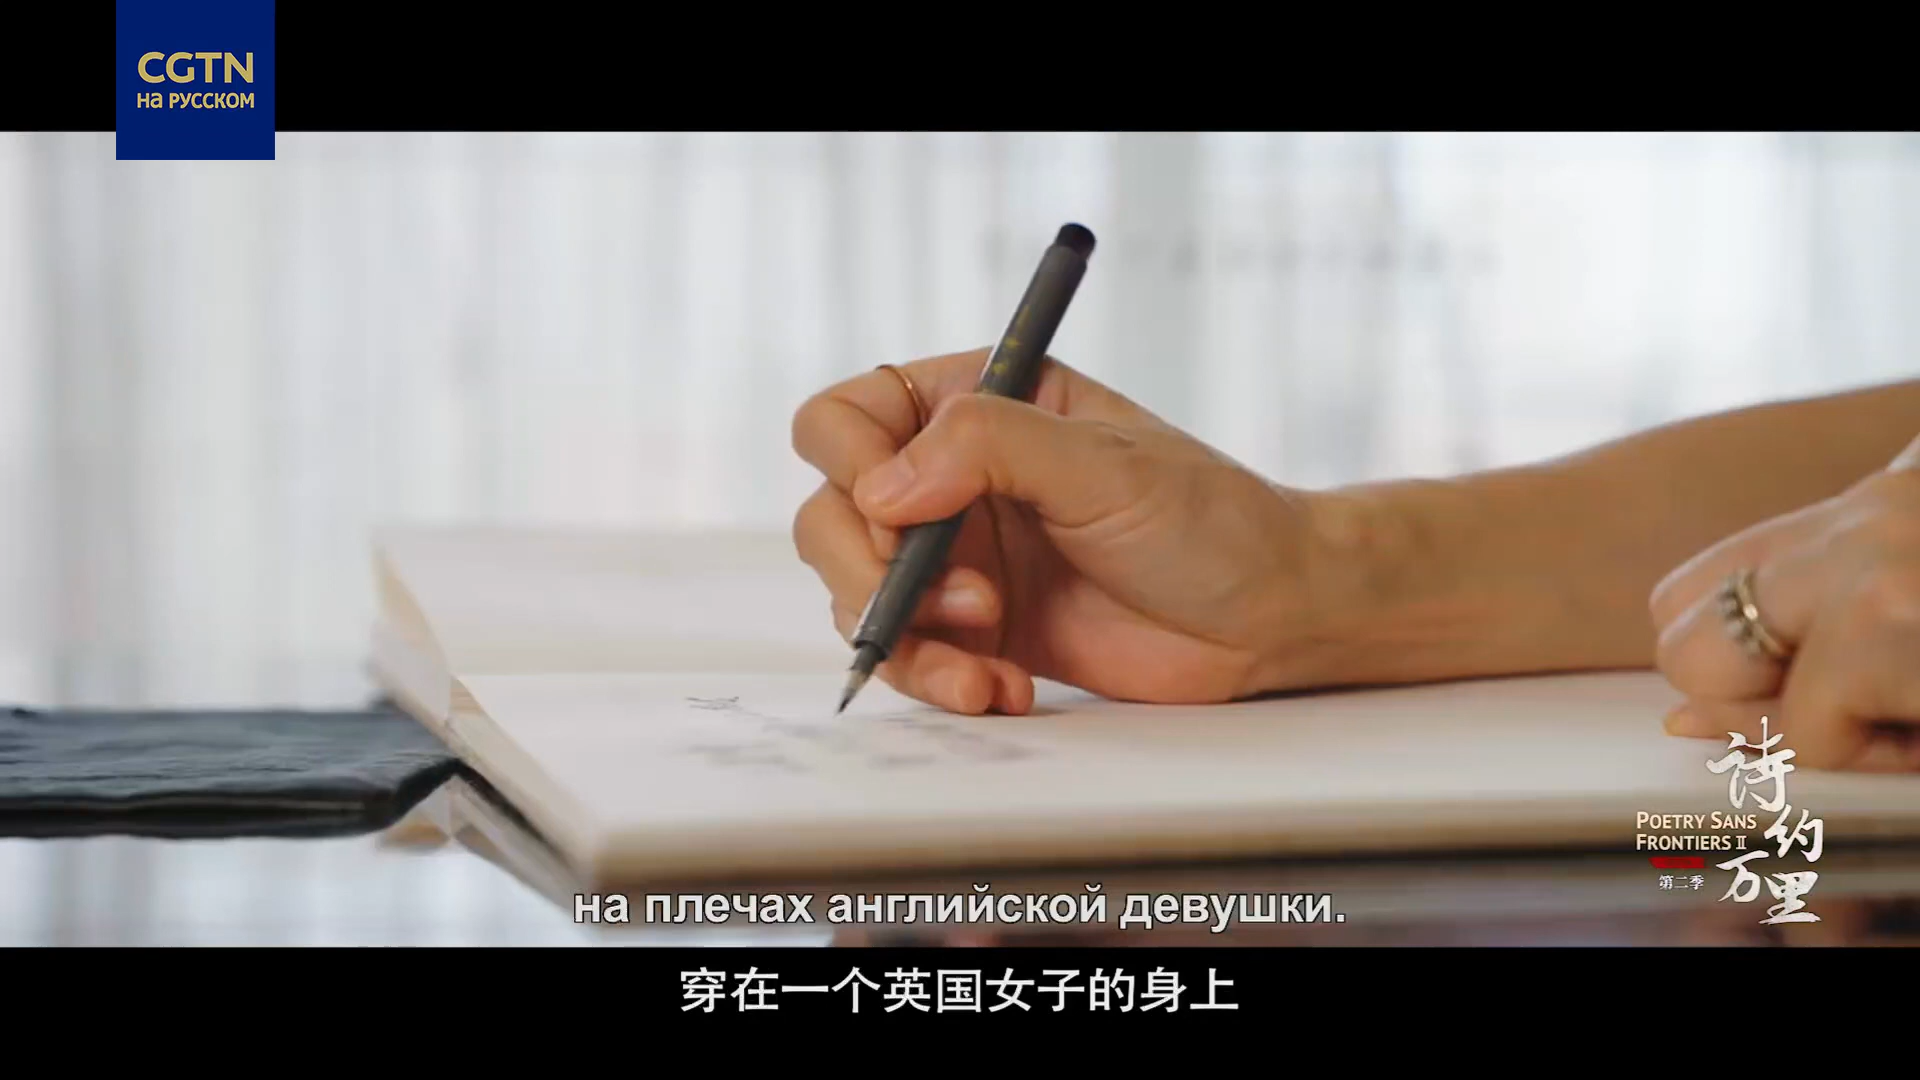 CGTN
на русском
诗约万里
POETRY SANS
FRONTIERS II
第二季
на плечах английской девушки.
穿在一个英国女子的身上